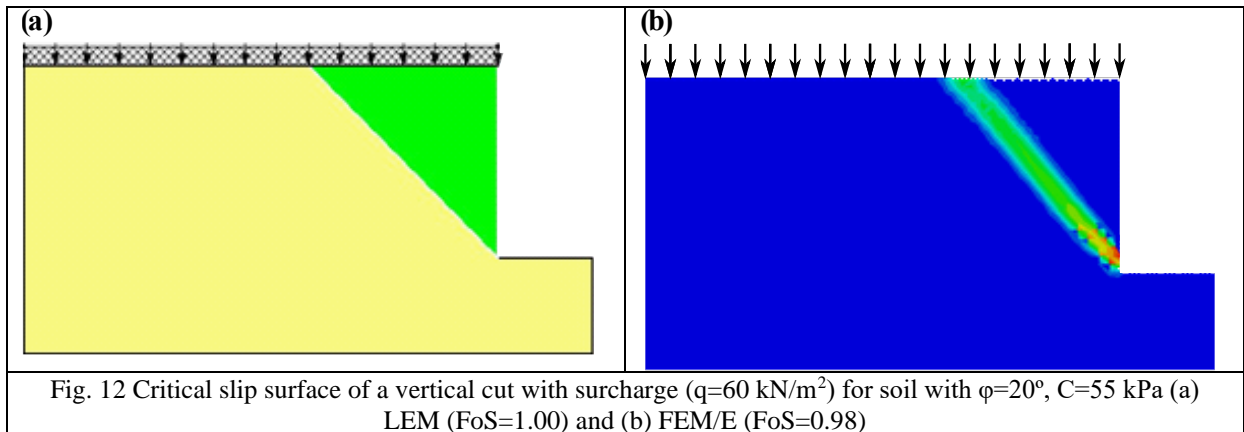 (a)
(b)
Fig. 12 Critical slip surface of a vertical cut with surcharge (q=60 kN/m²) for soil with φ=20º, C=55 kPa (a)
LEM (FoS=1.00) and (b) FEM/E (FoS=0.98)